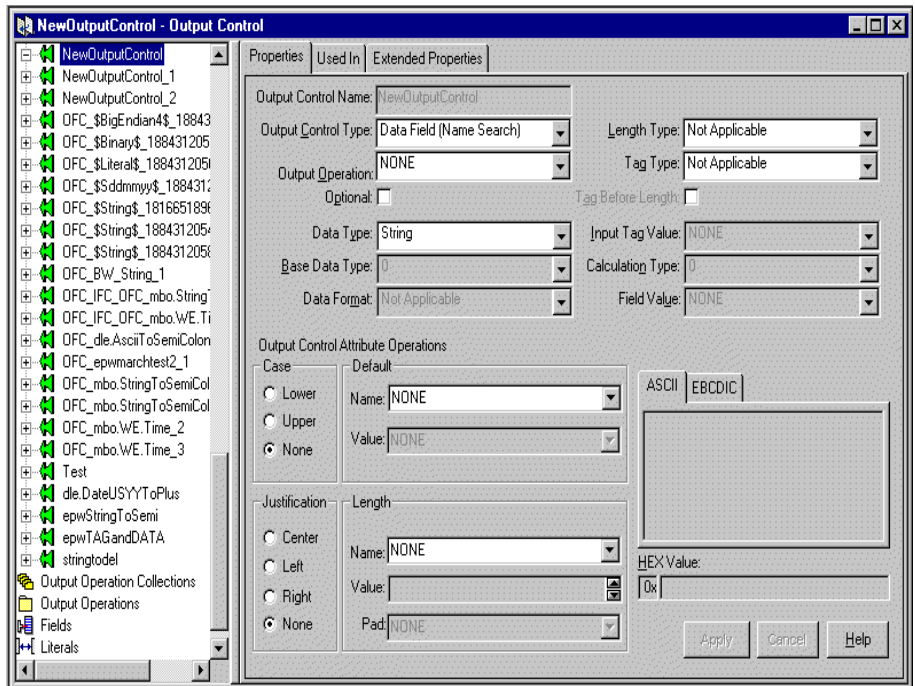 NewOutputControl - Output Control
NewOutputControl
NewOutputControl_1
NewOutputControl_2
OFC_$BigEndian4$_18843
OFC_$Binary$_188431205
OFC_$Literal$_1884312050
OFC_$Sddmmyy$_1884312
OFC_$String$_1816651896
OFC_$String$_1884312054
OFC_$String$_1884312058
OFC_BW_String_1
OFC_IFC_OFC_mbo.String
OFC_IFC_OFC_mbo.WE.Ti
OFC_dle.AsciiToSemiColon
OFC_epwmarchtest2_1
OFC_mbo.StringToSemiCol
OFC_mbo.StringToSemiCol
OFC_mbo.WE.Time_2
OFC_mbo.WE.Time_3
Test
dle.DateUSYYToPlus
epwStringToSemi
epwTAGandDATA
stringtodel
Output Operation Collections
Output Operations
Fields
Literals
Properties Used In Extended Properties
Output Control Name: NewOutputControl
Output Control Type: Data Field (Name Search) Length Type: Not Applicable
Output Operation: NONE Tag Type: Not Applicable
Optional: Tag Before Length:
Data Type: String Input Tag Value: NONE
Base Data Type: 0 Calculation Type: 0
Data Format: Not Applicable Field Value: NONE
Output Control Attribute Operations
Case
Lower
Upper
None
Default
Name: NONE
Value: NONE
Justification
Center
Left
Right
None
Length
Name: NONE
Value:
Pad: NONE
ASCII EBCDIC
HEX Value:
0x
Apply Cancel Help